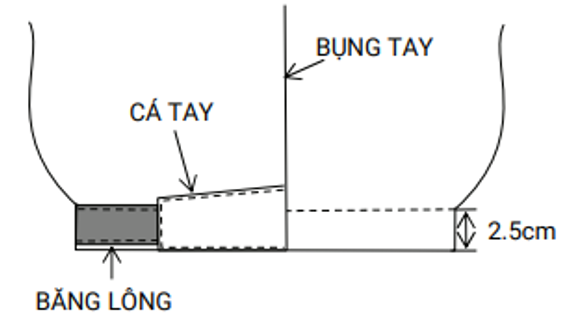 BỤNG TAY
CÁ TAY
2.5cm
BĂNG LÔNG